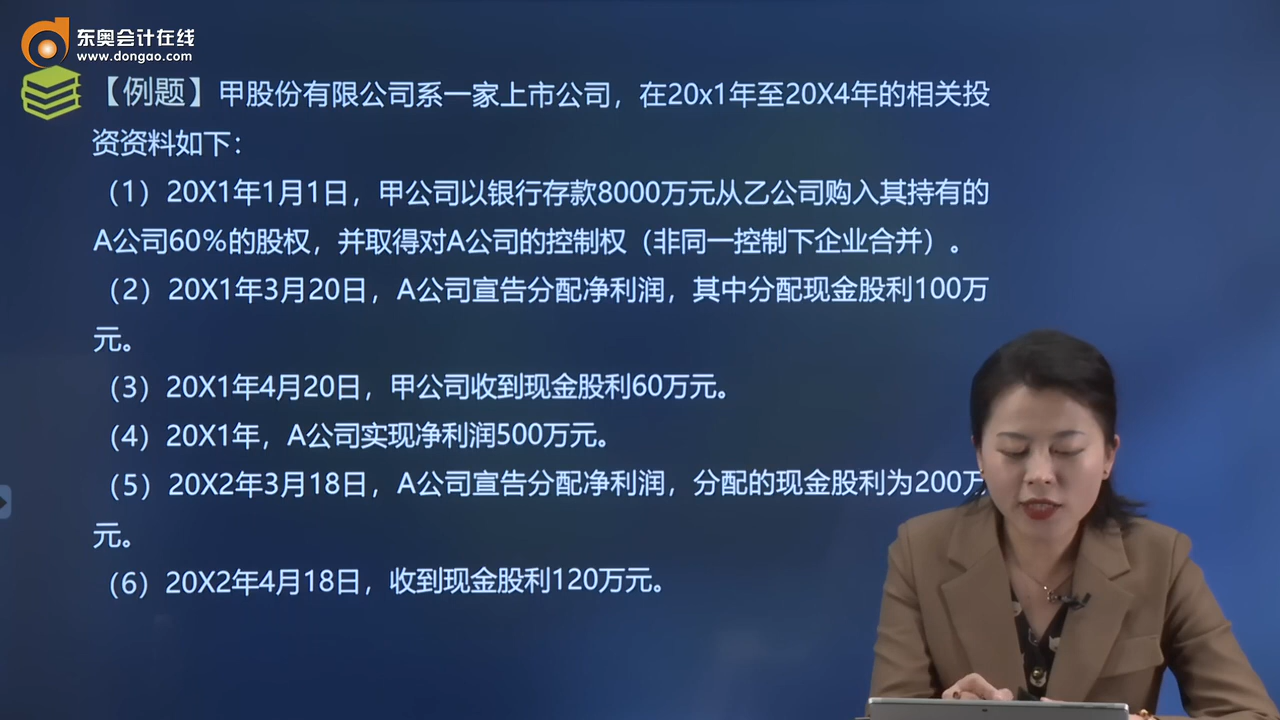 东奥会计在线
www.dongao.com
【例题】甲股份有限公司系一家上市公司，在20x1年至20X4年的相关投
资资料如下：
（1）20X1年1月1日，甲公司以银行存款8000万元从乙公司购入其持有的
A公司60%的股权，并取得对A公司的控制权（非同一控制下企业合并）。
（2）20X1年3月20日，A公司宣告分配净利润，其中分配现金股利100万
元。
（3）20X1年4月20日，甲公司收到现金股利60万元。
（4）20X1年，A公司实现净利润500万元。
（5）20X2年3月18日，A公司宣告分配净利润，分配的现金股利为200万
元。
（6）20X2年4月18日，收到现金股利120万元。